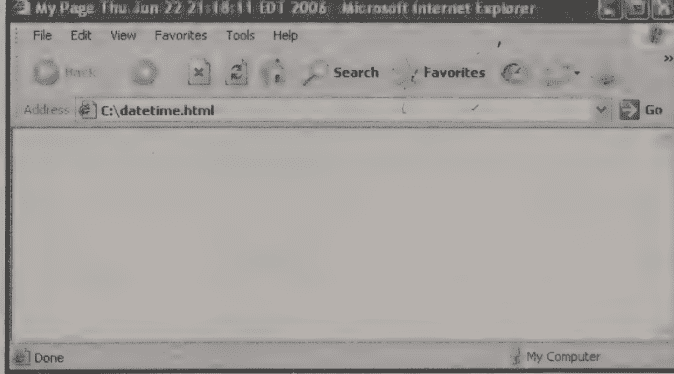 My Page Thu Jun 22 21:18:11 EDT 2006 - Microsoft Internet Explorer
File Edit View Favorites Tools Help
Back Search Favorites »
Address C:\datetime.html Go
Done My Computer